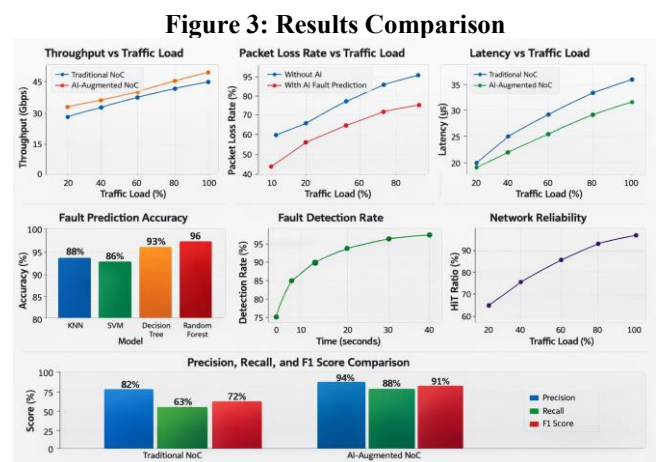 Figure 3: Results Comparison
Throughput vs Traffic Load
Traditional NoC
AI-Augmented NoC
Throughput (Gbps)
45
30
15
0
20 40 60 80 100
Traffic Load (%)
Packet Loss Rate vs Traffic Load
Without AI
With AI Fault Prediction
Packet Loss Rate (%)
95
80
70
60
50
40
10 20 60 80
Traffic Load (%)
Latency vs Traffic Load
Traditional NoC
AI-Augmented NoC
Latency (µs)
35
30
25
20
20 40 60 80 100
Traffic Load (%)
Fault Prediction Accuracy
Accuracy (%)
100
95
95
90
80
88% 86% 93% 96
KNN SVM Decision Tree Random Forest
Model
Fault Detection Rate
Detection Rate (%)
95
90
85
80
75
0 10 20 30 40
Time (seconds)
Network Reliability
HiT Ratio (%)
90
80
70
60
20 40 60 80 100
Traffic Load (%)
Precision, Recall, and F1 Score Comparison
Score (%)
100
75
25
50
0
82% 63% 72% 94% 88% 91%
Traditional NoC AI-Augmented NoC
Precision
Recall
F1 Score